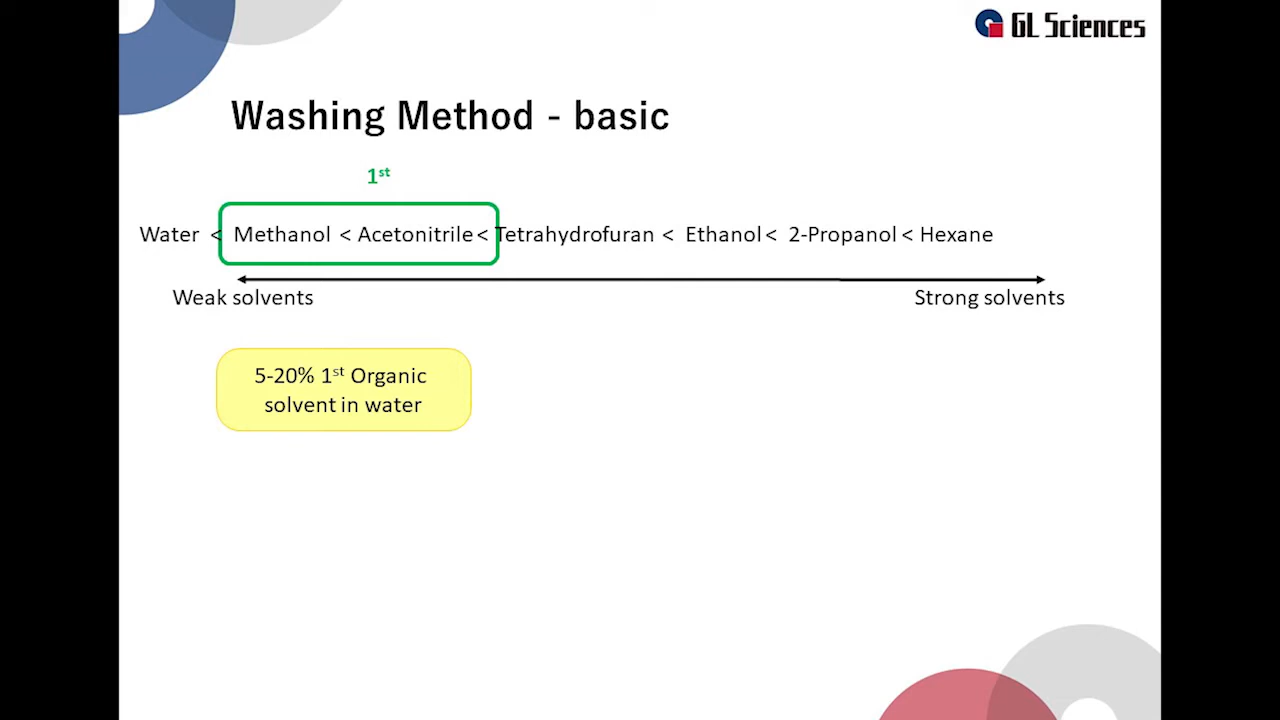 GL Sciences
Washing Method - basic
1st
Water < Methanol < Acetonitrile < Tetrahydrofuran < Ethanol < 2-Propanol < Hexane
Weak solvents Strong solvents
5-20% 1st Organic
solvent in water